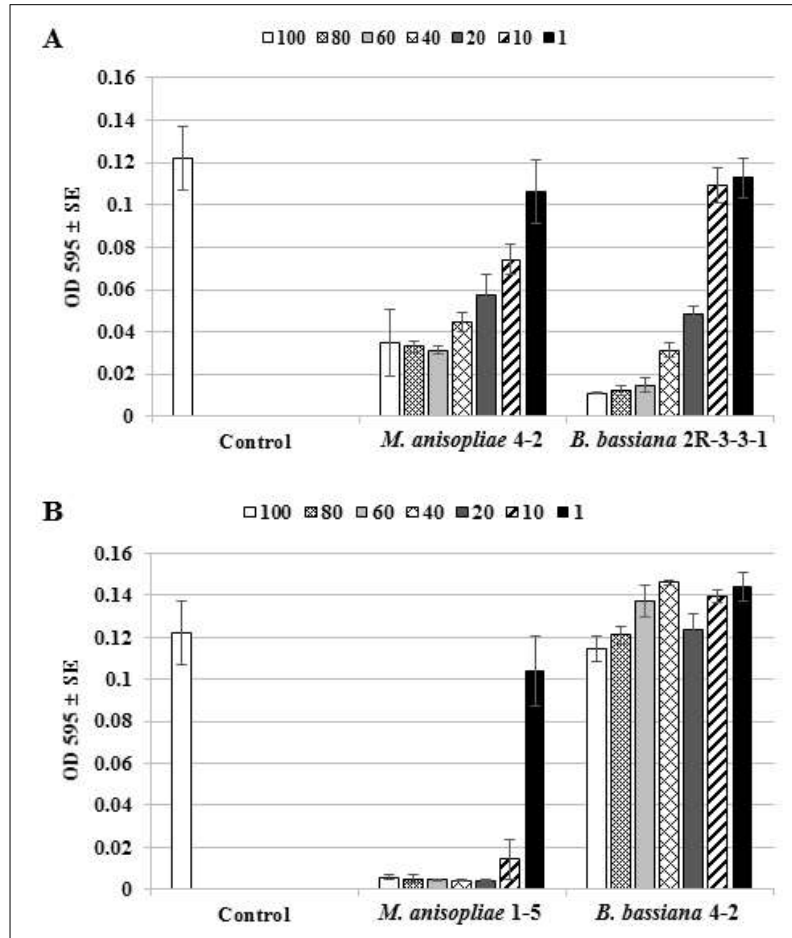 A
100 80 60 40 20 10 1
0.16
0.14
0.12
0.1
0.08
0.06
0.04
0.02
0
OD 595 ± SE
Control M. anisopliae 4-2 B. bassiana 2R-3-3-1
B
100 80 60 40 20 10 1
0.16
0.14
0.12
0.1
0.08
0.06
0.04
0.02
0
OD 595 ± SE
Control M. anisopliae 1-5 B. bassiana 4-2